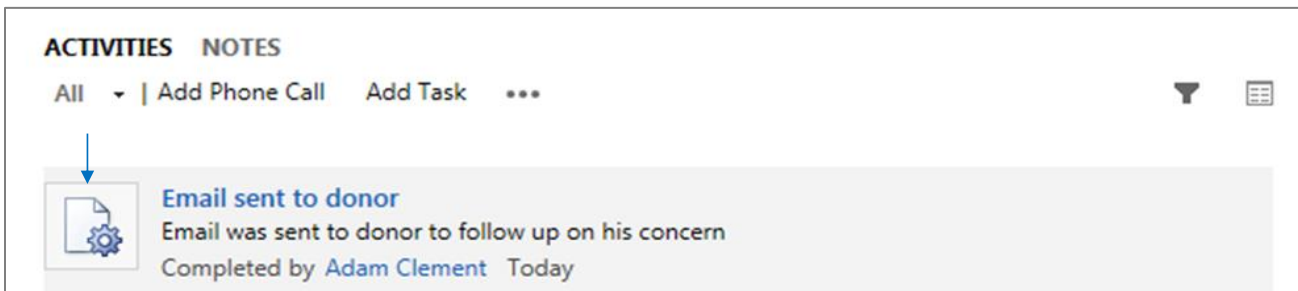 ACTIVITIES NOTES
All | Add Phone Call Add Task •••
Email sent to donor
Email was sent to donor to follow up on his concern
Completed by Adam Clement Today